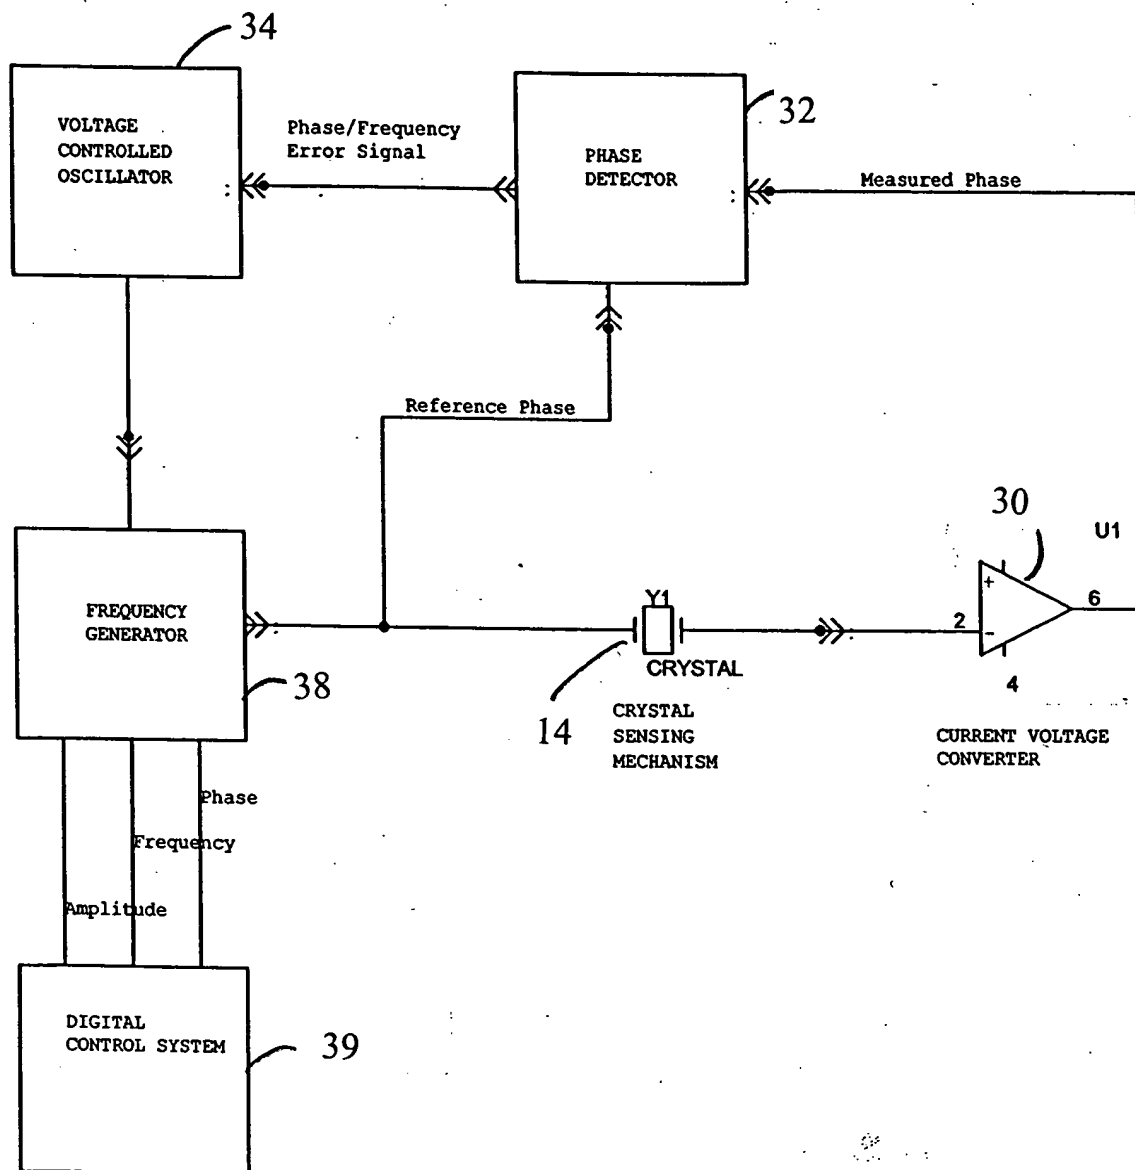 34
VOLTAGE
CONTROLLED
OSCILLATOR
Phase/Frequency
Error Signal
PHASE
DETECTOR
32
Measured Phase
Reference Phase
FREQUENCY
GENERATOR
38
Y1
CRYSTAL
14
CRYSTAL
SENSING
MECHANISM
30
U1
+
2
-
6
4
CURRENT VOLTAGE
CONVERTER
Phase
Frequency
Amplitude
DIGITAL
CONTROL SYSTEM
39